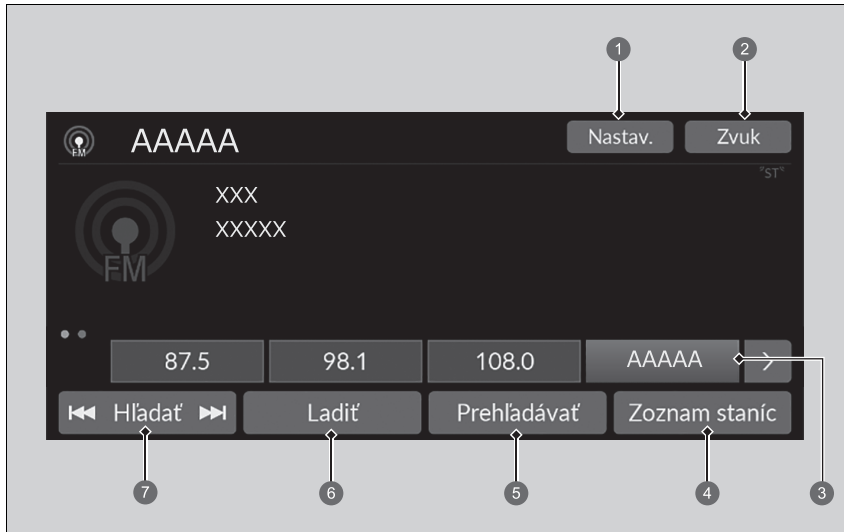 1 2
FM AAAAA Nastav. Zvuk
"ST"
XXX
XXXXX
FM
87.5 98.1 108.0 AAAAA >
Hľadať Ladiť Prehľadávať Zoznam staníc
7 6 5 4 3